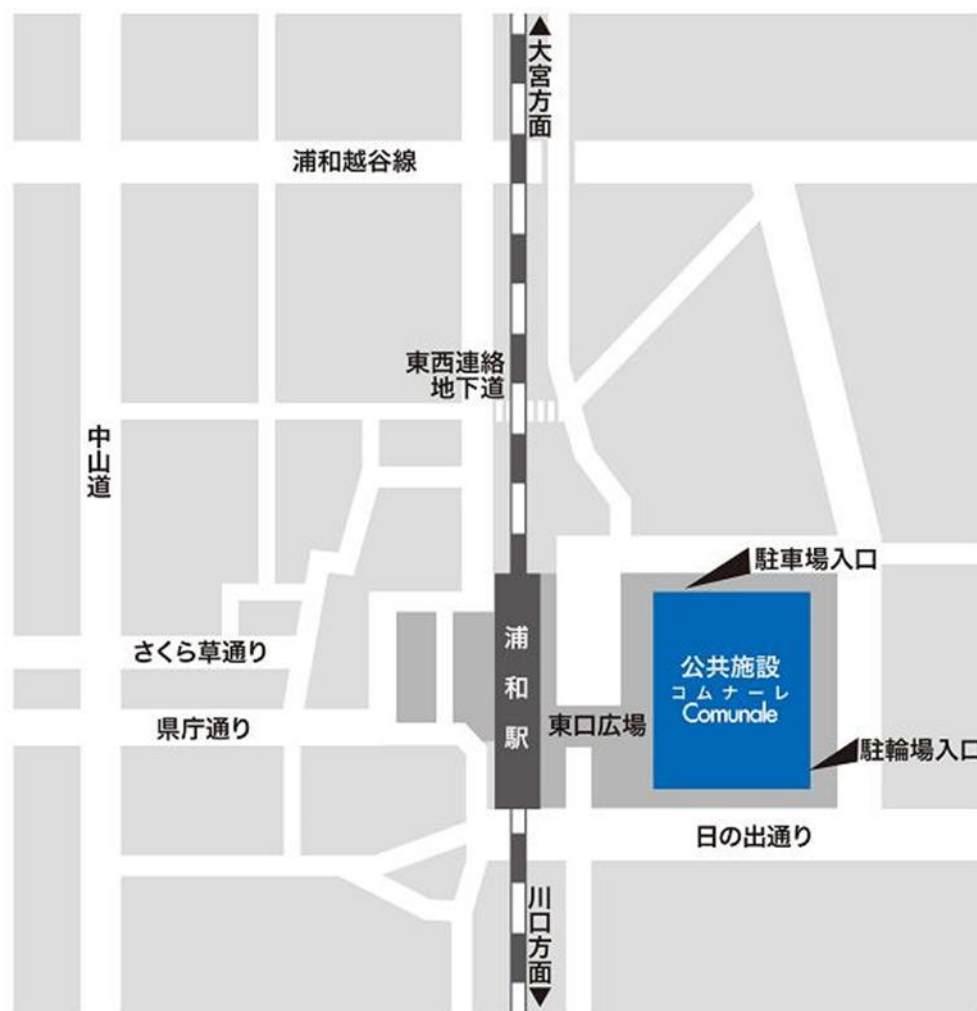 大宮方面
浦和越谷線
東西連絡
地下道
中山道
駐車場入口
さくら草通り
浦和駅
公共施設
コムナーレ
Comunale
県庁通り
東口広場
駐輪場入口
日の出通り
川口方面